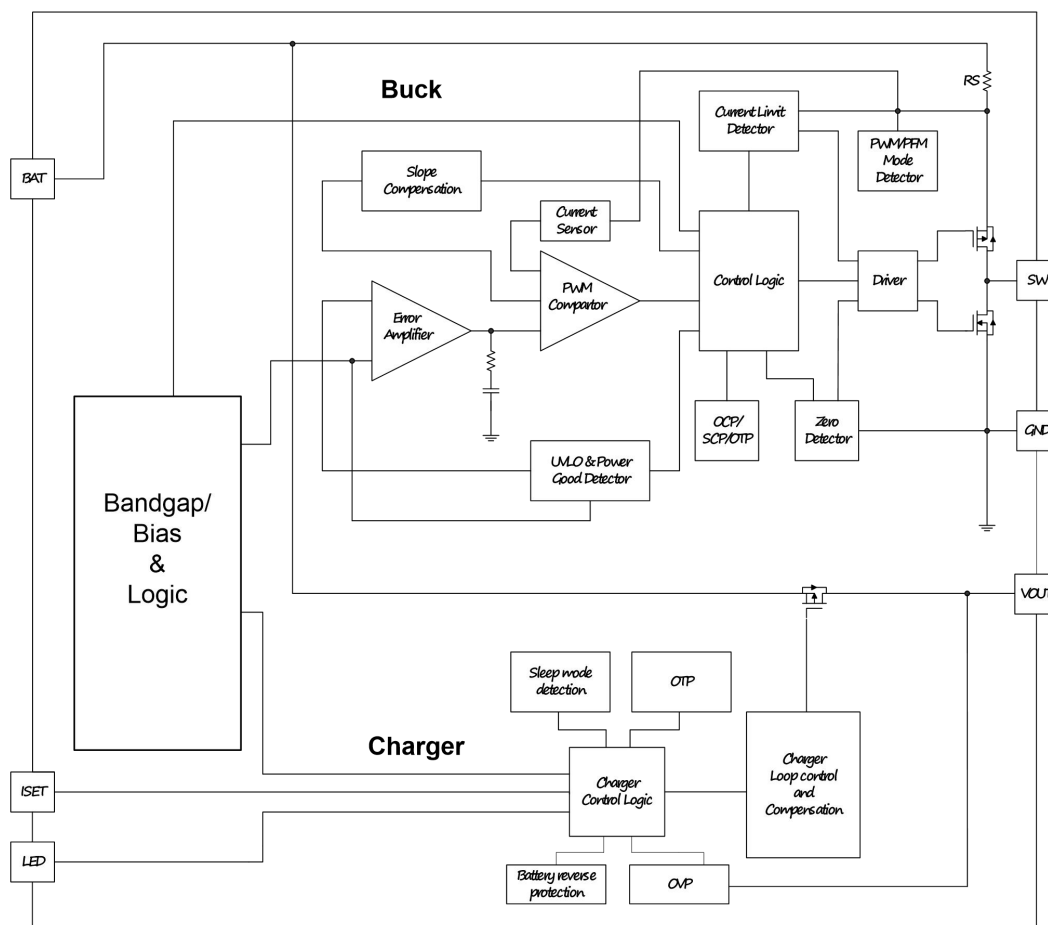 Buck
RS
Current Limit
Detector
PWM/PFM
Mode
Detector
BAT
Slope
Compensation
Current
Sensor
PWM
Compartor
Control Logic
Driver
SW
Error
Amplifier
OCP/
SCP/OTP
Zero
Detector
GND
UVLO & Power
Good Detector
Bandgap/
Bias
&
Logic
VOUT
Sleep mode
detection
OTP
Charger
Charger
Control Logic
Charger
Loop control
and
Compensation
ISET
LED
Battery reverse
protection
OVP